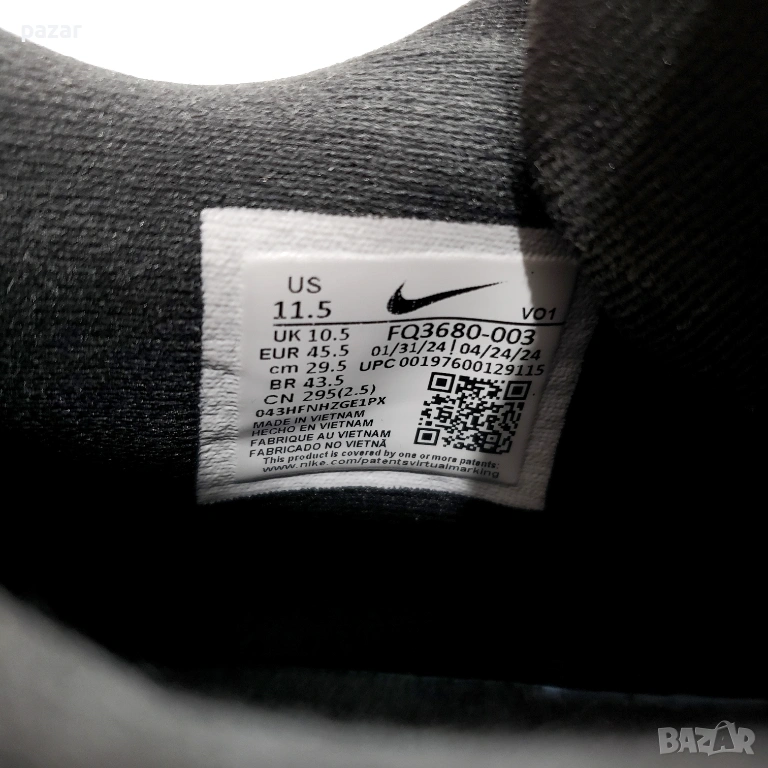 pazar
US
11.5
VO1
UK 10.5
FQ3680-003
EUR 45.5
01/31/24 | 04/24/24
cm 29.5
UPC 00197600129115
BR 43.5
CN 295(2.5)
043HFNHZGE1PX
MADE IN VIETNAM
HECHO EN VIETNAM
FABRIQUE AU VIETNAM
FABRICADO NO VIETNÃ
This product is covered by one or more patents:
www.nike.com/patentsvirtualmarking
BAZAR